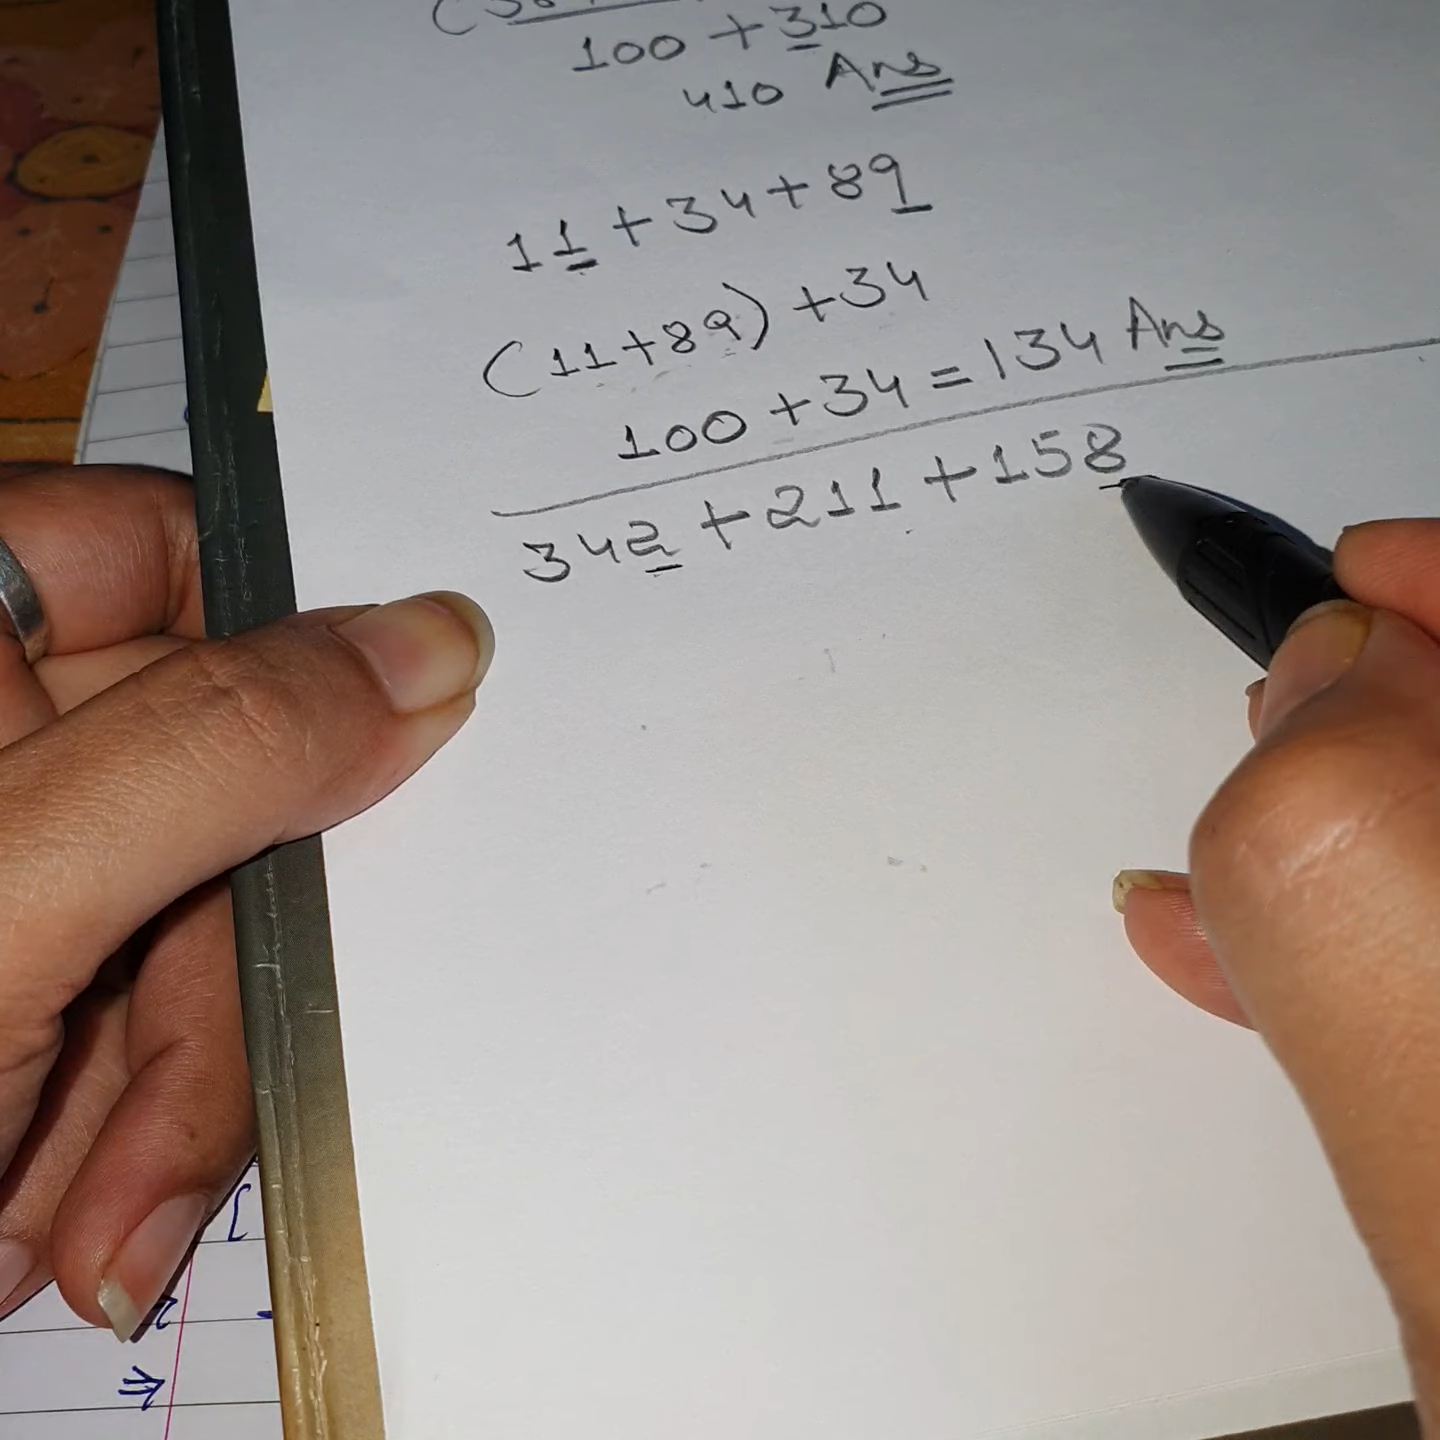 100 + 310
410 Ans
11 + 34 + 89
(11 + 89) + 34
100 + 34 = 134 Ans
342 + 211 + 158
⇒